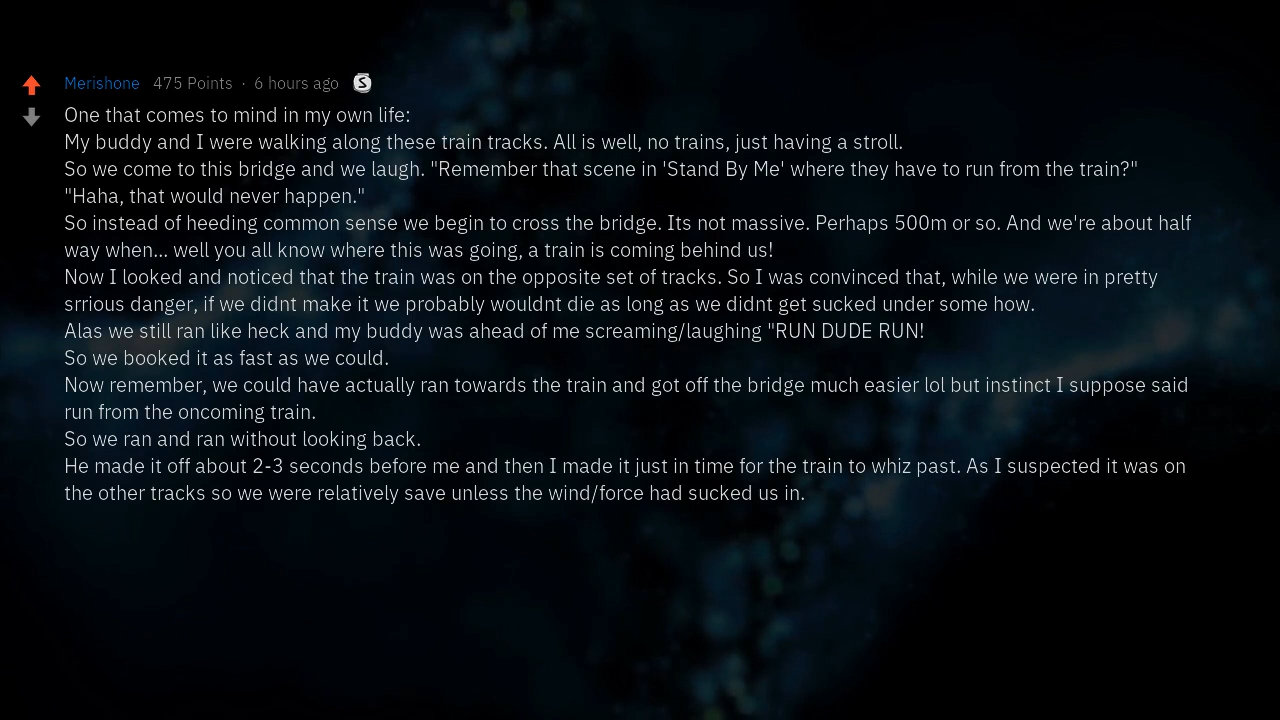 Merishone 475 Points · 6 hours ago S
One that comes to mind in my own life:
My buddy and I were walking along these train tracks. All is well, no trains, just having a stroll.
So we come to this bridge and we laugh. "Remember that scene in 'Stand By Me' where they have to run from the train?"
"Haha, that would never happen."
So instead of heeding common sense we begin to cross the bridge. Its not massive. Perhaps 500m or so. And we're about half
way when... well you all know where this was going, a train is coming behind us!
Now I looked and noticed that the train was on the opposite set of tracks. So I was convinced that, while we were in pretty
srrious danger, if we didnt make it we probably wouldnt die as long as we didnt get sucked under some how.
Alas we still ran like heck and my buddy was ahead of me screaming/laughing "RUN DUDE RUN!
So we booked it as fast as we could.
Now remember, we could have actually ran towards the train and got off the bridge much easier lol but instinct I suppose said
run from the oncoming train.
So we ran and ran without looking back.
He made it off about 2-3 seconds before me and then I made it just in time for the train to whiz past. As I suspected it was on
the other tracks so we were relatively save unless the wind/force had sucked us in.